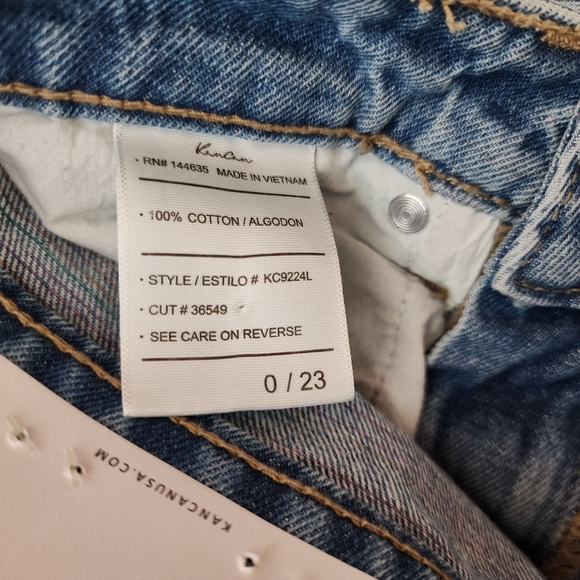 KanCan
• RN# 144635 MADE IN VIETNAM
• 100% COTTON / ALGODON
• STYLE / ESTILO # KC9224L
• CUT # 36549
• SEE CARE ON REVERSE
0 / 23
KANCANUSA.COM